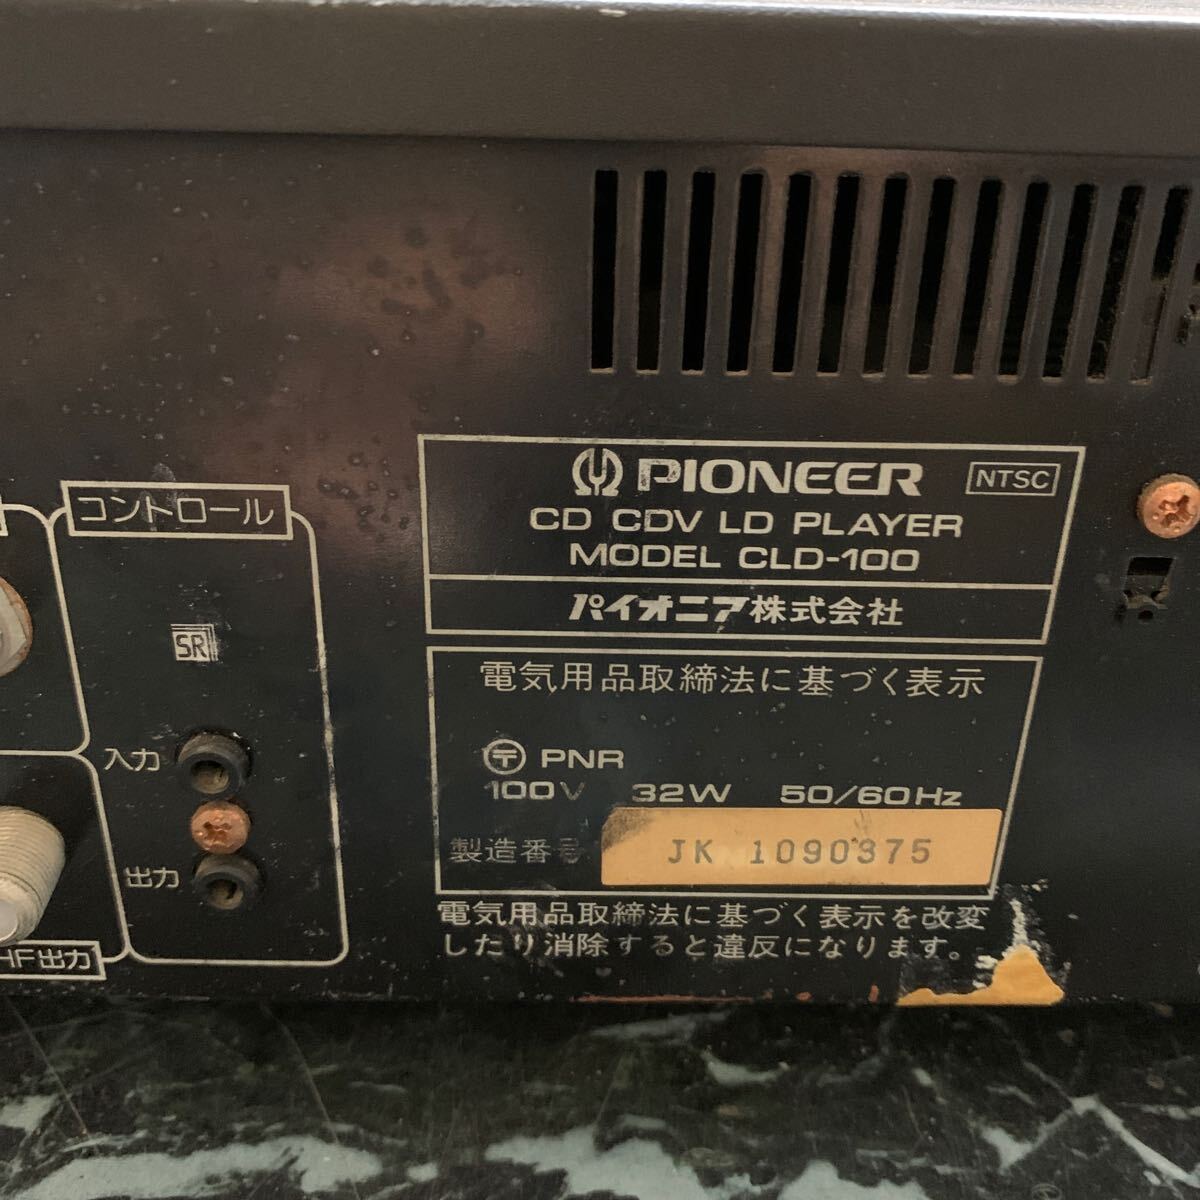 コントロール
SR
入力
出力
HF出力
PIONEER
NTSC
CD CDV LD PLAYER
MODEL CLD-100
パイオニア株式会社
電気用品取締法に基づく表示
〒 PNR
100V 32W 50/60Hz
製造番号 JK 1090375
電気用品取締法に基づく表示を改変
したり消除すると違反になります。